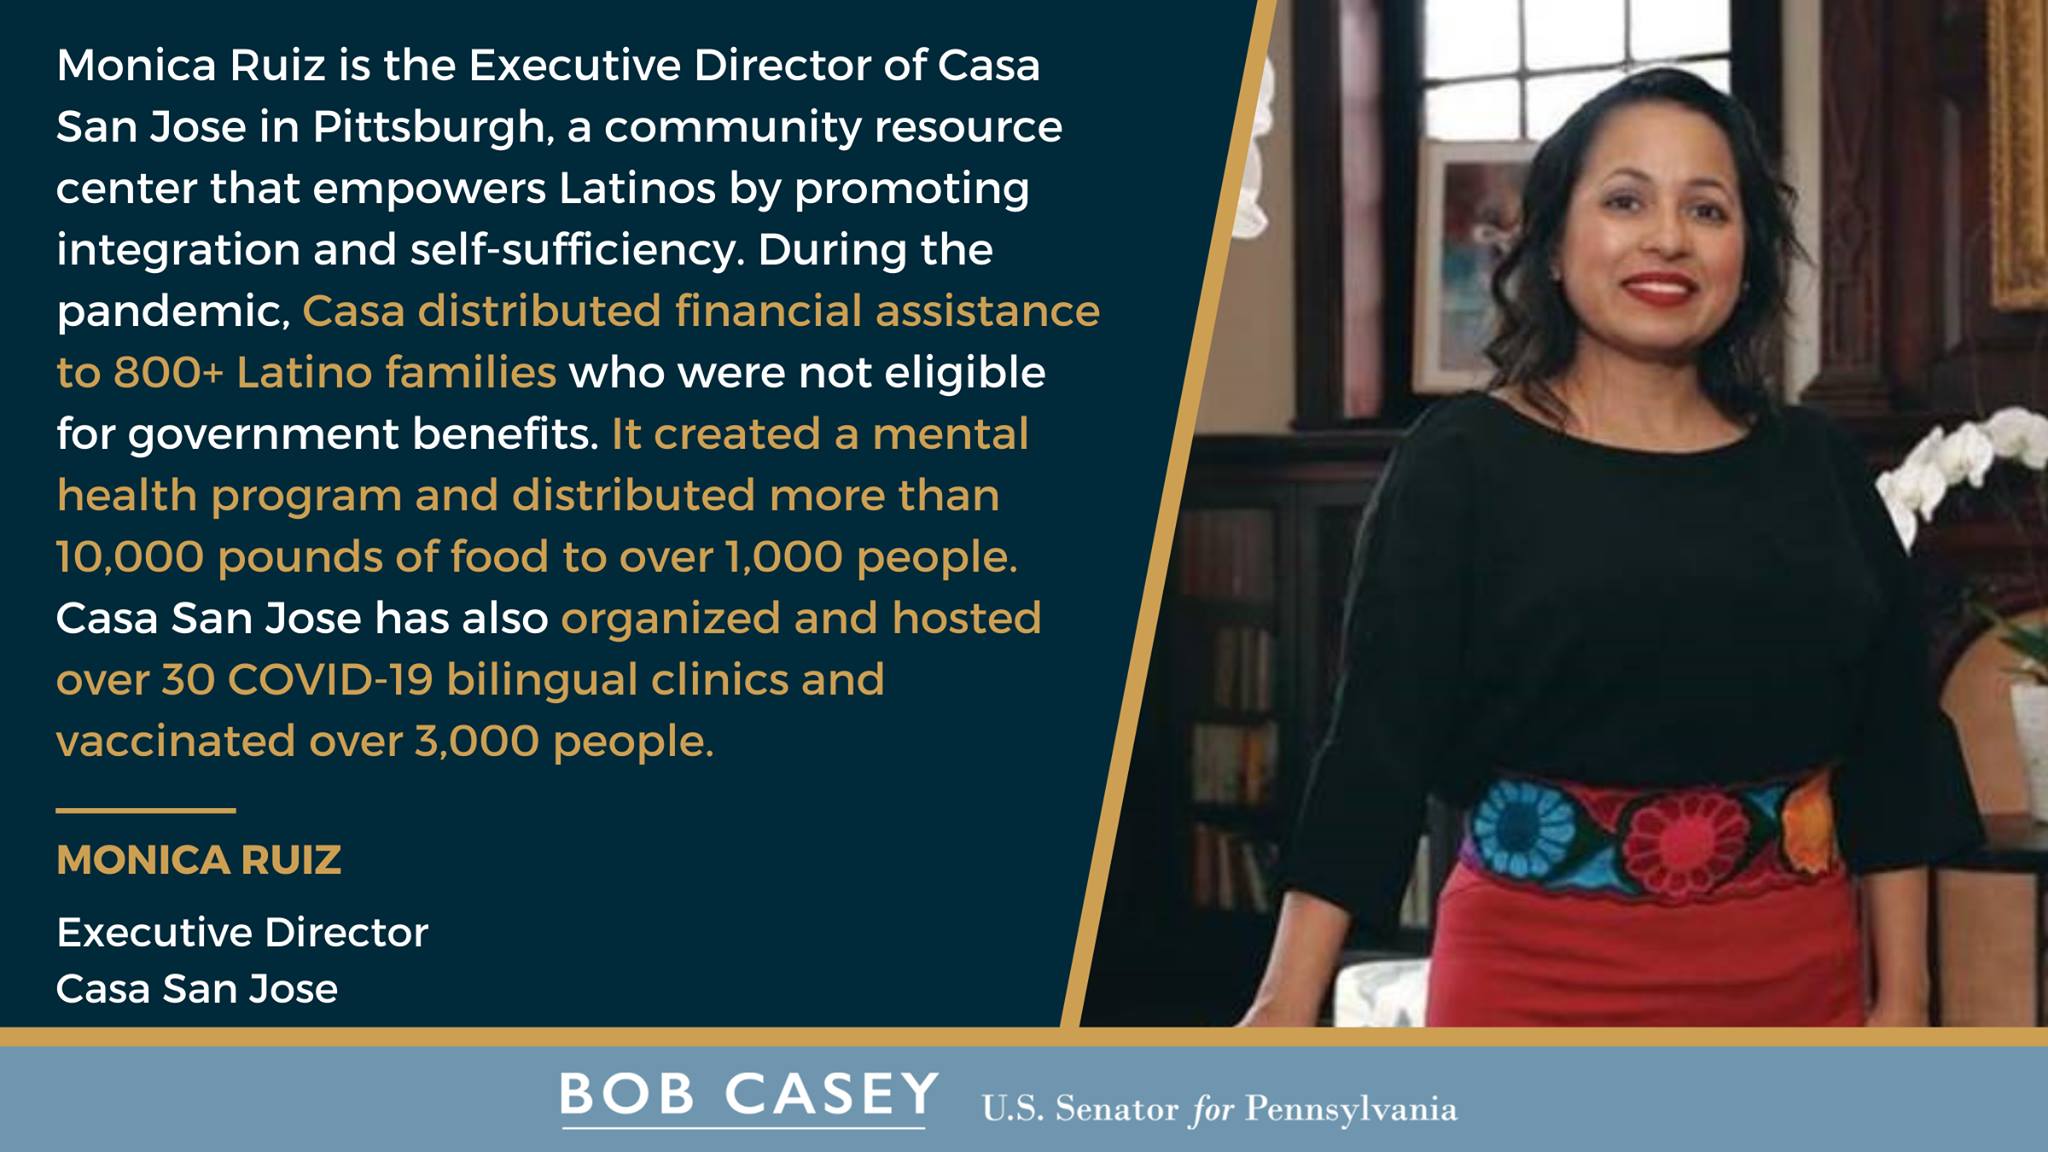 Monica Ruiz is the Executive Director of Casa
San Jose in Pittsburgh, a community resource
center that empowers Latinos by promoting
integration and self-sufficiency. During the
pandemic, Casa distributed financial assistance
to 800+ Latino families who were not eligible
for government benefits. It created a mental
health program and distributed more than
10,000 pounds of food to over 1,000 people.
Casa San Jose has also organized and hosted
over 30 COVID-19 bilingual clinics and
vaccinated over 3,000 people.
MONICA RUIZ
Executive Director
Casa San Jose
BOB CASEY U.S. Senator for Pennsylvania